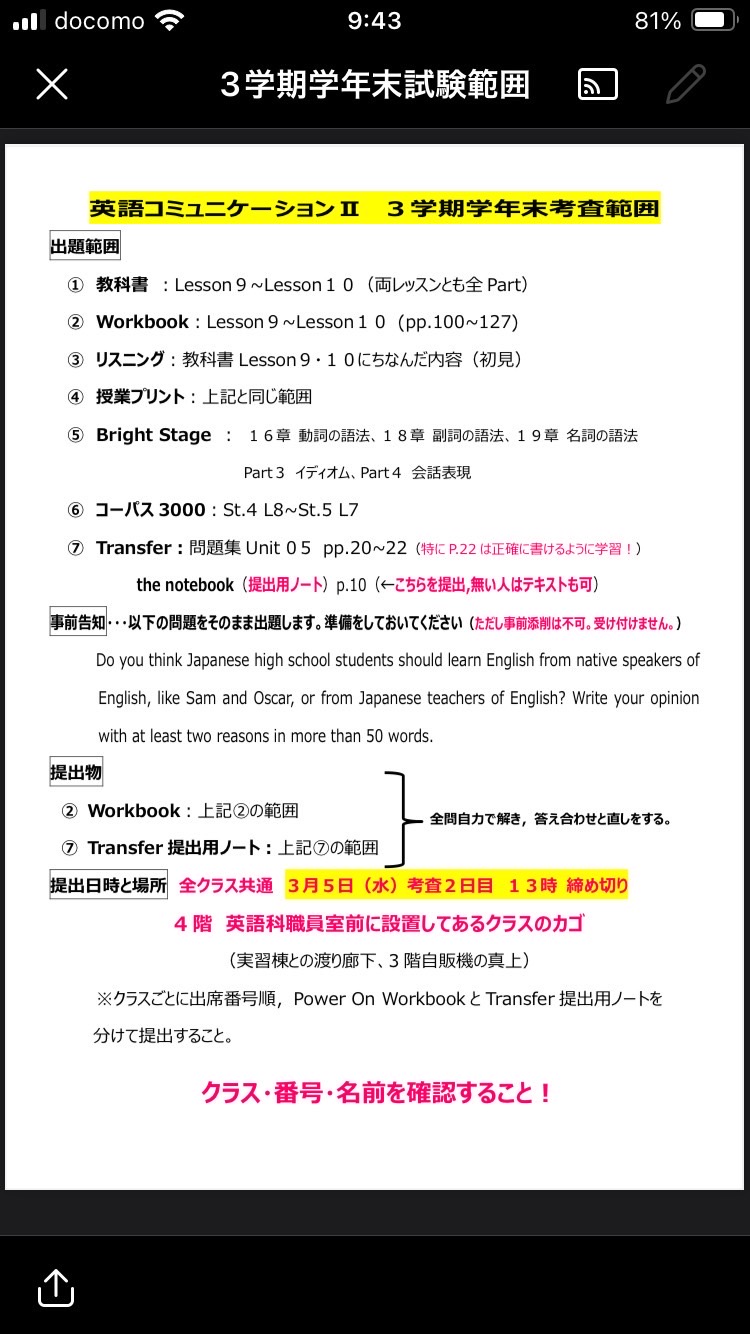 docomo 9:43 81%
3学期学年末試験範囲
英語コミュニケーションⅡ　３学期学年末考査範囲
出題範囲
① 教科書 ：Lesson９~Lesson１０（両レッスンとも全 Part）
② Workbook：Lesson９~Lesson１０ (pp.100~127)
③ リスニング：教科書 Lesson９・１０にちなんだ内容（初見）
④ 授業プリント：上記と同じ範囲
⑤ Bright Stage ： １６章 動詞の語法、１８章 副詞の語法、１９章 名詞の語法
Part３ イディオム、Part４ 会話表現
⑥ コーパス 3000：St.4 L8~St.5 L7
⑦ Transfer：問題集 Unit ０５ pp.20~22（特に P.22 は正確に書けるように学習！）
the notebook（提出用ノート）p.10（←こちらを提出,無い人はテキストも可）
事前告知･･･以下の問題をそのまま出題します。準備をしておいてください（ただし事前添削は不可。受け付けません。）
Do you think Japanese high school students should learn English from native speakers of
English, like Sam and Oscar, or from Japanese teachers of English? Write your opinion
with at least two reasons in more than 50 words.
提出物
② Workbook：上記②の範囲
⑦ Transfer 提出用ノート：上記⑦の範囲
全問自力で解き，答え合わせと直しをする。
提出日時と場所 全クラス共通 ３月５日（水）考査２日目 １３時 締め切り
４階 英語科職員室前に設置してあるクラスのカゴ
（実習棟との渡り廊下、３階自販機の真上）
※クラスごとに出席番号順，Power On Workbook と Transfer 提出用ノートを
分けて提出すること。
クラス・番号・名前を確認すること！